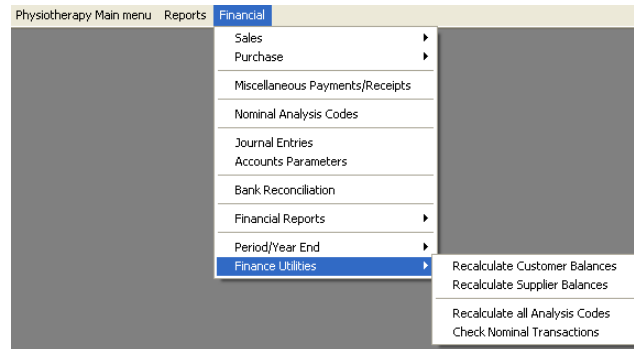 Physiotherapy Main menu Reports Financial
Sales
Purchase
Miscellaneous Payments/Receipts
Nominal Analysis Codes
Journal Entries
Accounts Parameters
Bank Reconciliation
Financial Reports
Period/Year End
Finance Utilities
Recalculate Customer Balances
Recalculate Supplier Balances
Recalculate all Analysis Codes
Check Nominal Transactions